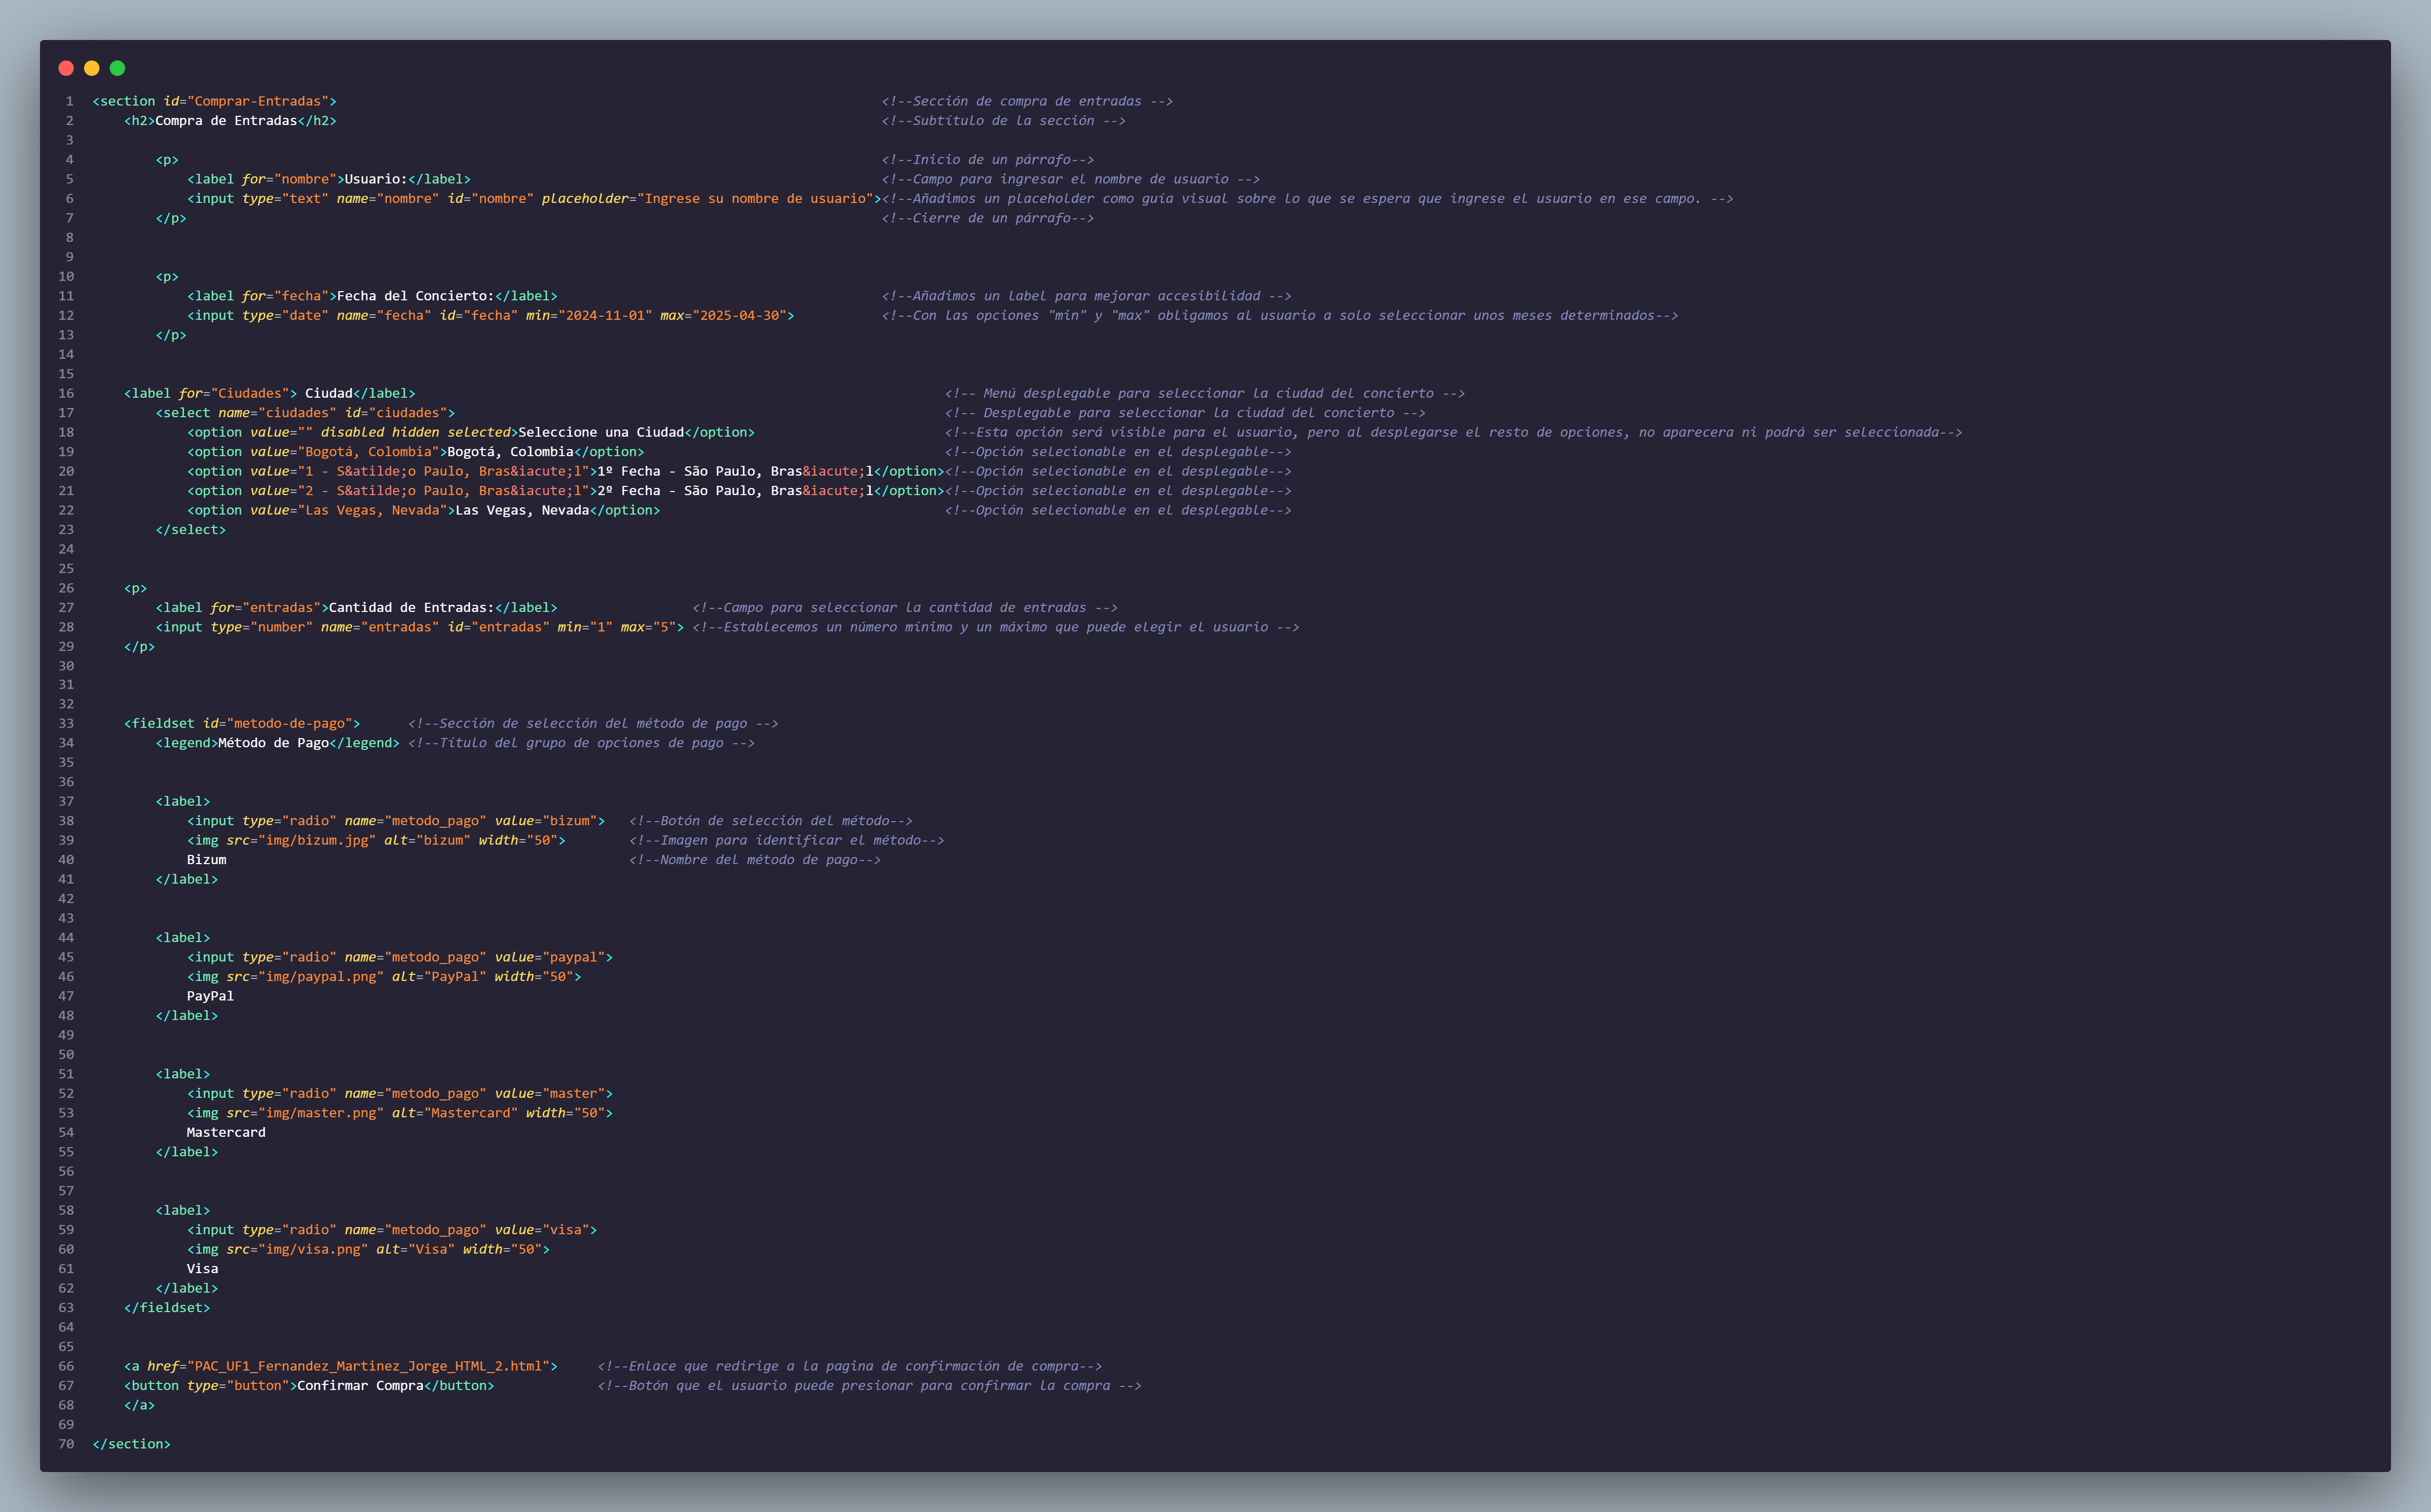 1 <section id="Comprar-Entradas"> <!--Sección de compra de entradas -->
2 <h2>Compra de Entradas</h2> <!--Subtítulo de la sección -->
3
4 <p> <!--Inicio de un párrafo-->
5 <label for="nombre">Usuario:</label> <!--Campo para ingresar el nombre de usuario -->
6 <input type="text" name="nombre" id="nombre" placeholder="Ingrese su nombre de usuario"><!--Añadimos un placeholder como guía visual sobre lo que se espera que ingrese el usuario en ese campo. -->
7 </p> <!--Cierre de un párrafo-->
8
9
10 <p>
11 <label for="fecha">Fecha del Concierto:</label> <!--Añadimos un label para mejorar accesibilidad -->
12 <input type="date" name="fecha" id="fecha" min="2024-11-01" max="2025-04-30"> <!--Con las opciones "min" y "max" obligamos al usuario a solo seleccionar unos meses determinados-->
13 </p>
14
15
16 <label for="Ciudades"> Ciudad</label> <!-- Menú desplegable para seleccionar la ciudad del concierto -->
17 <select name="ciudades" id="ciudades"> <!-- Desplegable para seleccionar la ciudad del concierto -->
18 <option value="" disabled hidden selected>Seleccione una Ciudad</option> <!--Esta opción será visible para el usuario, pero al desplegarse el resto de opciones, no aparecera ni podrá ser seleccionada-->
19 <option value="Bogotá, Colombia">Bogotá, Colombia</option> <!--Opción selecionable en el desplegable-->
20 <option value="1 - S&atilde;o Paulo, Bras&iacute;l">1º Fecha - São Paulo, Bras&iacute;l</option><!--Opción selecionable en el desplegable-->
21 <option value="2 - S&atilde;o Paulo, Bras&iacute;l">2º Fecha - São Paulo, Bras&iacute;l</option><!--Opción selecionable en el desplegable-->
22 <option value="Las Vegas, Nevada">Las Vegas, Nevada</option> <!--Opción selecionable en el desplegable-->
23 </select>
24
25
26 <p>
27 <label for="entradas">Cantidad de Entradas:</label> <!--Campo para seleccionar la cantidad de entradas -->
28 <input type="number" name="entradas" id="entradas" min="1" max="5"> <!--Establecemos un número mínimo y un máximo que puede elegir el usuario -->
29 </p>
30
31
32
33 <fieldset id="metodo-de-pago"> <!--Sección de selección del método de pago -->
34 <legend>Método de Pago</legend> <!--Título del grupo de opciones de pago -->
35
36
37 <label>
38 <input type="radio" name="metodo_pago" value="bizum"> <!--Botón de selección del método-->
39 <img src="img/bizum.jpg" alt="bizum" width="50"> <!--Imagen para identificar el método-->
40 Bizum <!--Nombre del método de pago-->
41 </label>
42
43
44 <label>
45 <input type="radio" name="metodo_pago" value="paypal">
46 <img src="img/paypal.png" alt="PayPal" width="50">
47 PayPal
48 </label>
49
50
51 <label>
52 <input type="radio" name="metodo_pago" value="master">
53 <img src="img/master.png" alt="Mastercard" width="50">
54 Mastercard
55 </label>
56
57
58 <label>
59 <input type="radio" name="metodo_pago" value="visa">
60 <img src="img/visa.png" alt="Visa" width="50">
61 Visa
62 </label>
63 </fieldset>
64
65
66 <a href="PAC_UF1_Fernandez_Martinez_Jorge_HTML_2.html"> <!--Enlace que redirige a la pagina de confirmación de compra-->
67 <button type="button">Confirmar Compra</button> <!--Botón que el usuario puede presionar para confirmar la compra -->
68 </a>
69
70 </section>